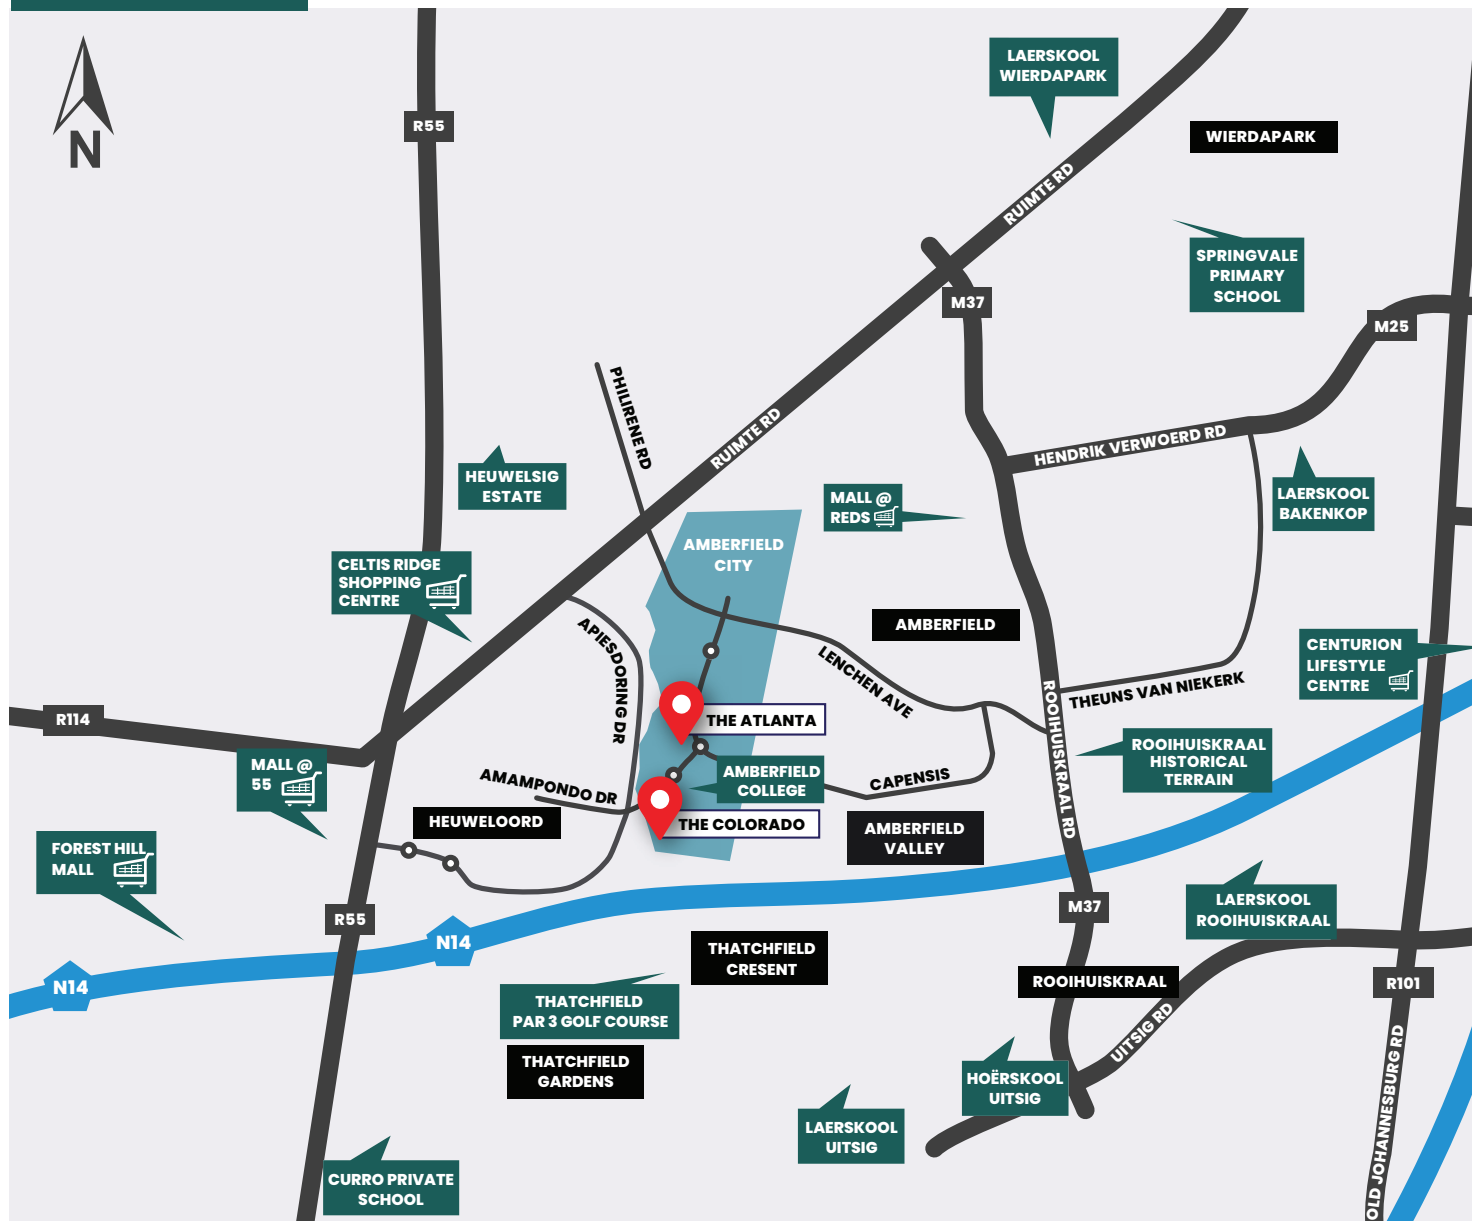 LAERSKOOL
WIERDAPARK
R55
WIERDAPARK
N
RUIMTE RD
SPRINGVALE
PRIMARY
SCHOOL
M37
M25
PHILIRENE RD
RUIMTE RD
HENDRIK VERWOERD RD
HEUWELSIG
ESTATE
MALL @
REDS
LAERSKOOL
BAKENKOP
AMBERFIELD
CITY
CELTIS RIDGE
SHOPPING
CENTRE
APIESDORING DR
AMBERFIELD
LENCHEN AVE
CENTURION
LIFESTYLE
CENTRE
THEUNS VAN NIEKERK
ROOIHUISKRAAL RD
R114
THE ATLANTA
ROOIHUISKRAAL
HISTORICAL
TERRAIN
MALL @
55
AMBERFIELD
COLLEGE
CAPENSIS
AMAMPONDO DR
HEUWELOORD
THE COLORADO
AMBERFIELD
VALLEY
FOREST HILL
MALL
R55
M37
LAERSKOOL
ROOIHUISKRAAL
N14
THATCHFIELD
CRESENT
N14
ROOIHUISKRAAL
R101
THATCHFIELD
PAR 3 GOLF COURSE
UITSIG RD
THATCHFIELD
GARDENS
HOËRSKOOL
UITSIG
OLD JOHANNESBURG RD
LAERSKOOL
UITSIG
CURRO PRIVATE
SCHOOL